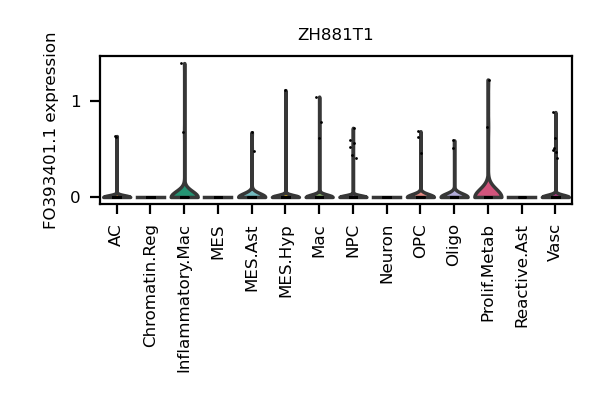 ZH881T1
FO393401.1 expression
1
0
AC
Chromatin.Reg
Inflammatory.Mac
MES
MES.Ast
MES.Hyp
Mac
NPC
Neuron
OPC
Oligo
Prolif.Metab
Reactive.Ast
Vasc